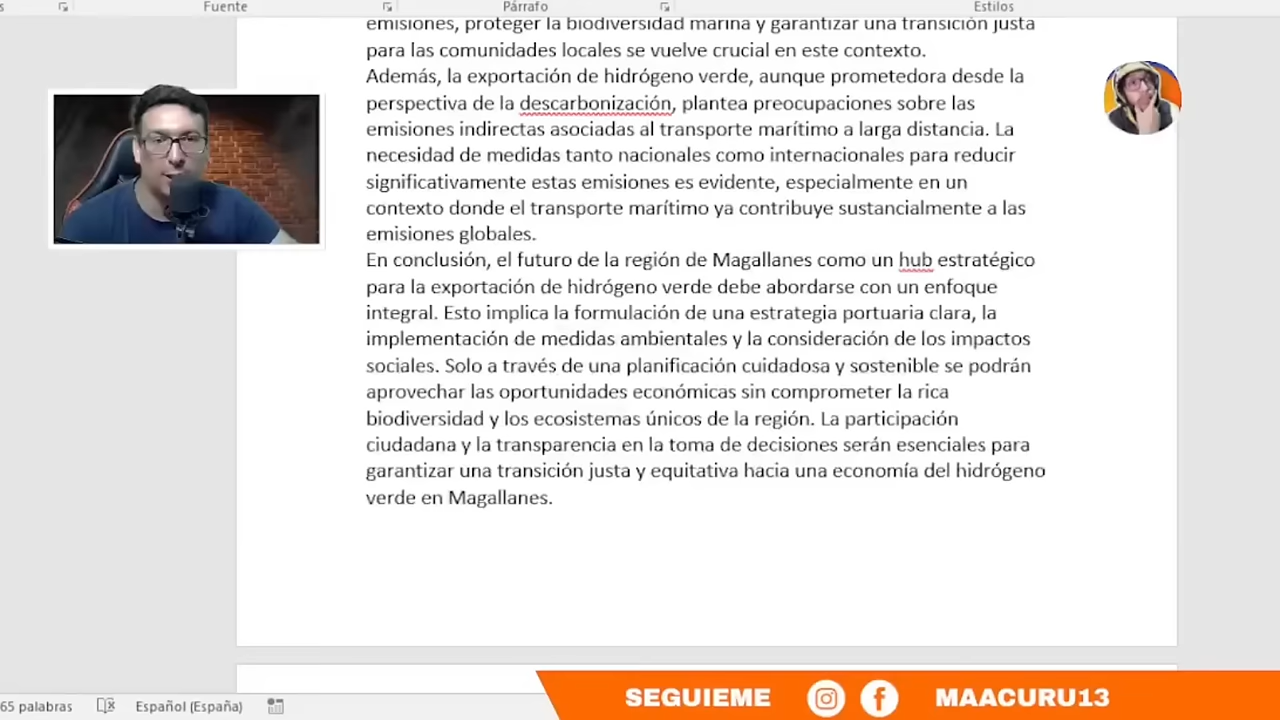 Fuente
Párrafo
Estilos
emisiones, proteger la biodiversidad marina y garantizar una transición justa
para las comunidades locales se vuelve crucial en este contexto.
Además, la exportación de hidrógeno verde, aunque prometedora desde la
perspectiva de la descarbonización, plantea preocupaciones sobre las
emisiones indirectas asociadas al transporte marítimo a larga distancia. La
necesidad de medidas tanto nacionales como internacionales para reducir
significativamente estas emisiones es evidente, especialmente en un
contexto donde el transporte marítimo ya contribuye sustancialmente a las
emisiones globales.
En conclusión, el futuro de la región de Magallanes como un hub estratégico
para la exportación de hidrógeno verde debe abordarse con un enfoque
integral. Esto implica la formulación de una estrategia portuaria clara, la
implementación de medidas ambientales y la consideración de los impactos
sociales. Solo a través de una planificación cuidadosa y sostenible se podrán
aprovechar las oportunidades económicas sin comprometer la rica
biodiversidad y los ecosistemas únicos de la región. La participación
ciudadana y la transparencia en la toma de decisiones serán esenciales para
garantizar una transición justa y equitativa hacia una economía del hidrógeno
verde en Magallanes.
65 palabras
Español (España)
SEGUIEME
MAACURU13